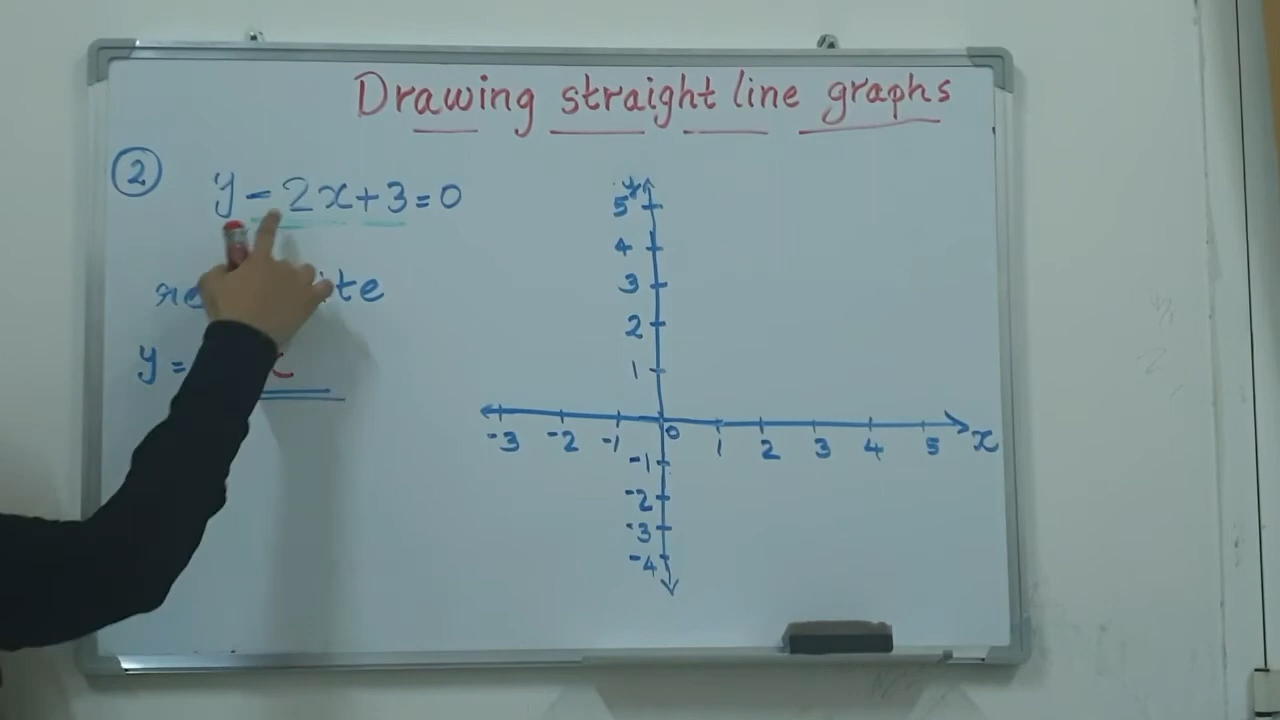 Drawing straight line graphs
2
y - 2x + 3 = 0
y =
y
5
4
3
2
1
-3 -2 -1 0 1 2 3 4 5 x
-1
-2
-3
-4